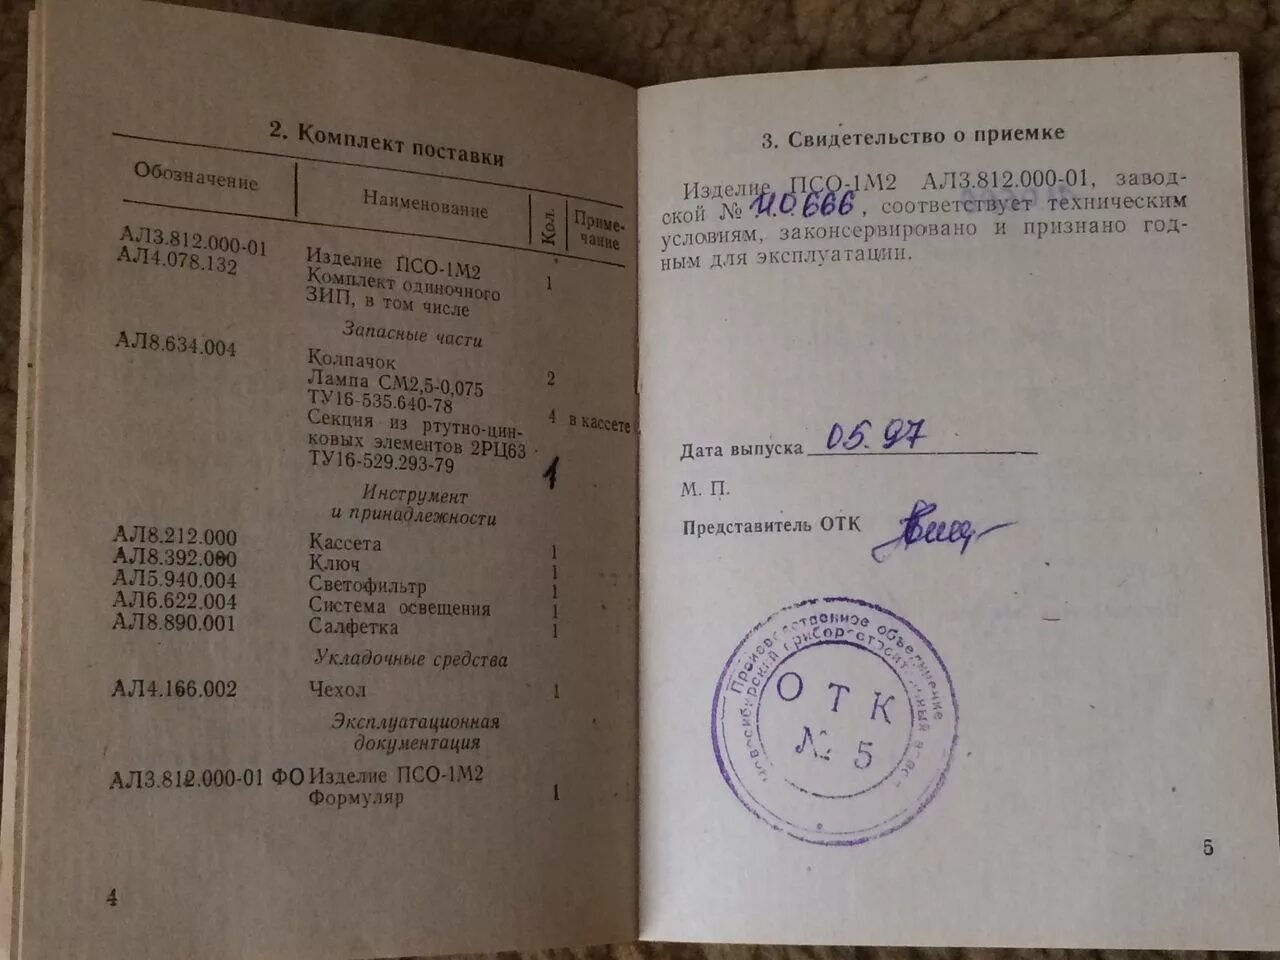 2. Комплект поставки
Обозначение Наименование Кол. Приме-
чание
АЛ3.812.000-01 Изделие ПСО-1М2 1
АЛ4.078.132 Комплект одиночного
ЗИП, в том числе
Запасные части
АЛ8.634.004 Колпачок 2
Лампа СМ2,5-0,075
ТУ16-535.640-78 4 в кассете
Секция из ртутно-цин-
ковых элементов 2РЦ63
ТУ16-529.293-79 1
Инструмент
и принадлежности
АЛ8.212.000 Кассета 1
АЛ8.392.000 Ключ 1
АЛ5.940.004 Светофильтр 1
АЛ6.622.004 Система освещения 1
АЛ8.890.001 Салфетка 1
Укладочные средства
АЛ4.166.002 Чехол 1
Эксплуатационная
документация
АЛ3.812.000-01 ФО Изделие ПСО-1М2
Формуляр 1
4
3. Свидетельство о приемке
Изделие ПСО-1М2 АЛ3.812.000-01, завод-
ской № 110666, соответствует техническим
условиям, законсервировано и признано год-
ным для эксплуатации.
Дата выпуска 05.97
М. П.
Представитель ОТК
Производственное объединение
Новосибирский приборостроительный завод
ОТК
№ 5
5